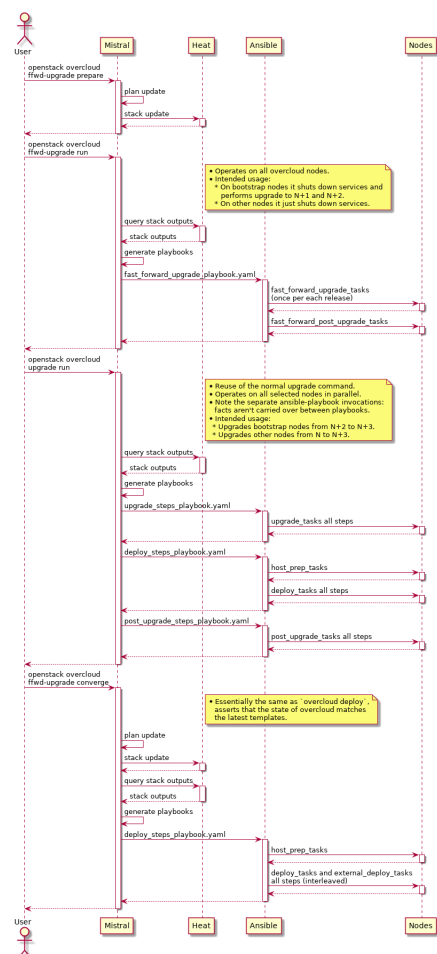 User
Mistral
Heat
Ansible
Nodes
openstack overcloud
ffwd-upgrade prepare
plan update
stack update
openstack overcloud
ffwd-upgrade run
• Operates on all overcloud nodes.
• Intended usage:
* On bootstrap nodes it shuts down services and
performs upgrade to N+1 and N+2.
* On other nodes it just shuts down services.
query stack outputs
stack outputs
generate playbooks
fast_forward_upgrade_playbook.yaml
fast_forward_upgrade_tasks
(once per each release)
fast_forward_post_upgrade_tasks
openstack overcloud
upgrade run
• Reuse of the normal upgrade command.
• Operates on all selected nodes in parallel.
• Note the separate ansible-playbook invocations:
facts aren't carried over between playbooks.
• Intended usage:
* Upgrades bootstrap nodes from N+2 to N+3.
* Upgrades other nodes from N to N+3.
query stack outputs
stack outputs
generate playbooks
upgrade_steps_playbook.yaml
upgrade_tasks all steps
deploy_steps_playbook.yaml
host_prep_tasks
deploy_tasks all steps
post_upgrade_steps_playbook.yaml
post_upgrade_tasks all steps
openstack overcloud
ffwd-upgrade converge
• Essentially the same as `overcloud deploy`,
asserts that the state of overcloud matches
the latest templates.
plan update
stack update
query stack outputs
stack outputs
generate playbooks
deploy_steps_playbook.yaml
host_prep_tasks
deploy_tasks and external_deploy_tasks
all steps (interleaved)
User
Mistral
Heat
Ansible
Nodes